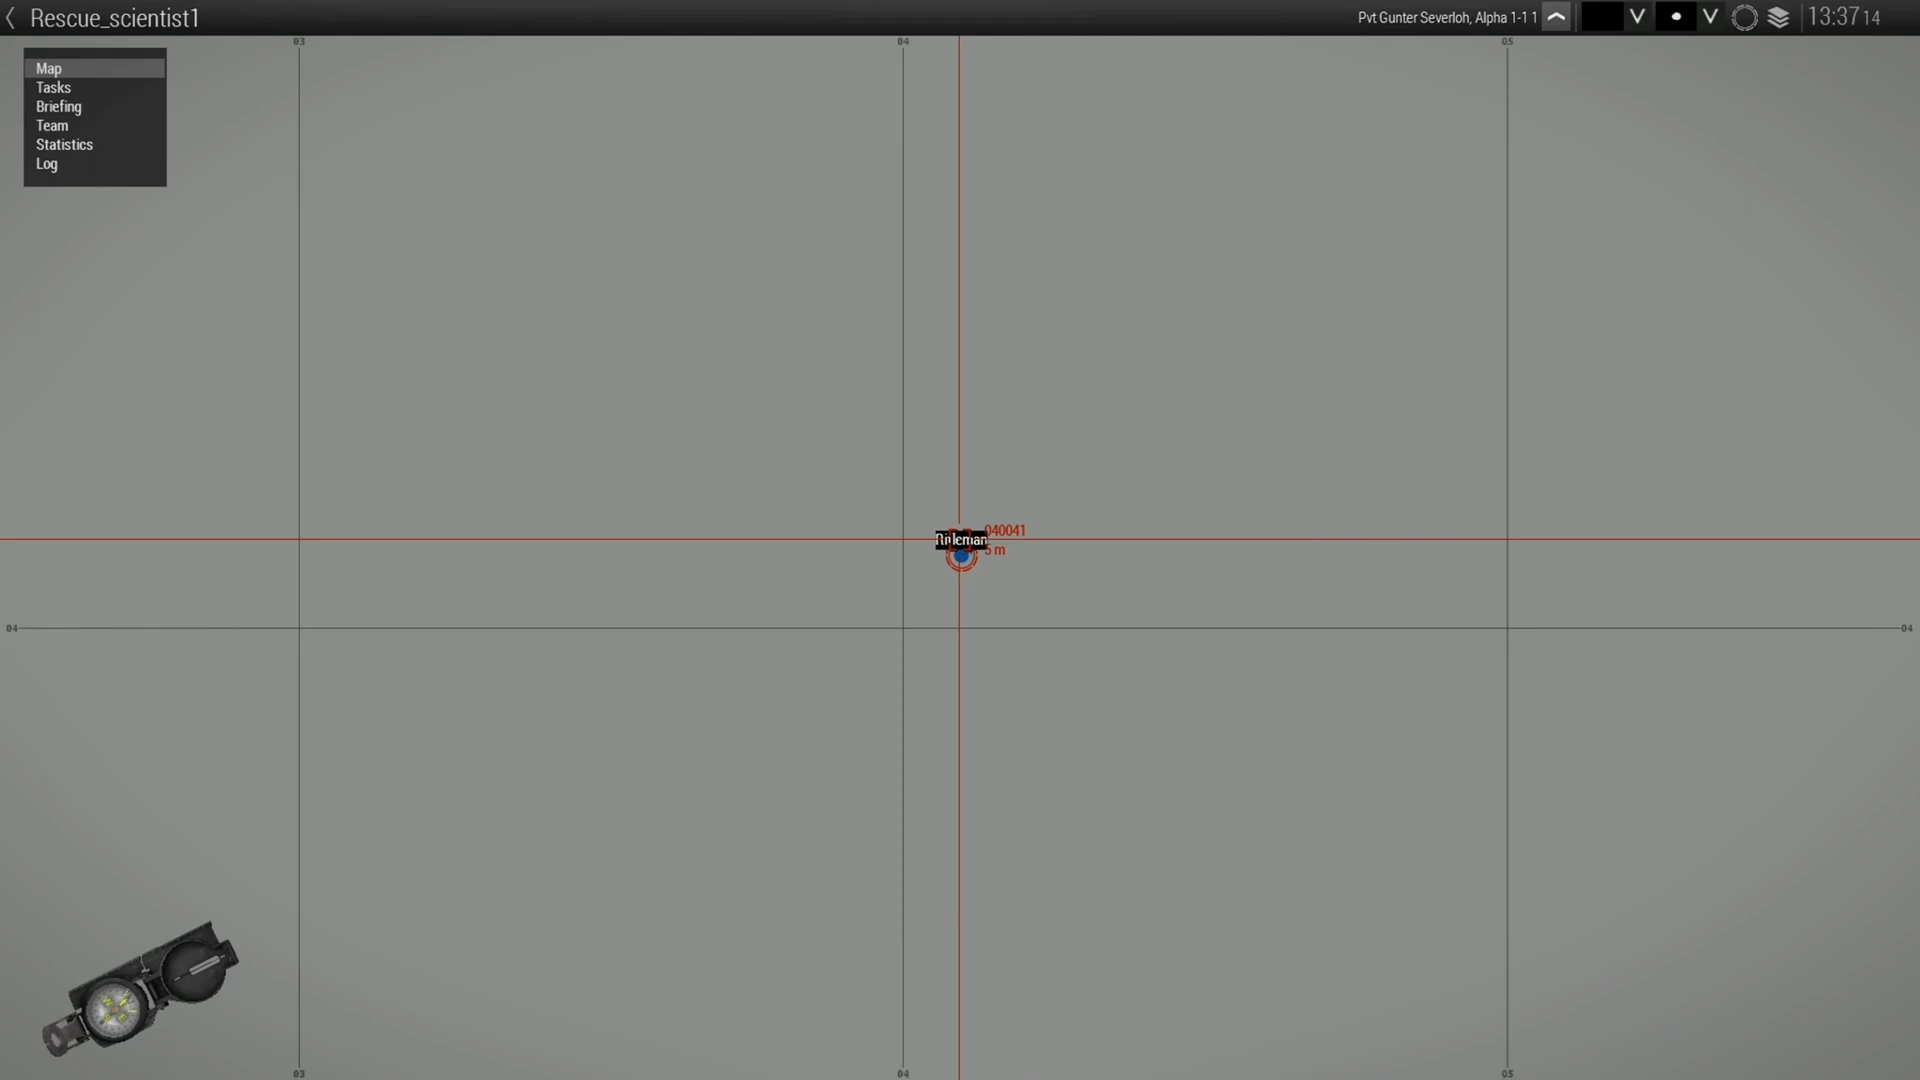 Rescue_scientist1
Pvt Gunter Severloh, Alpha 1-1 1
V
V
13:37 14
03
04
05
Map
Tasks
Briefing
Team
Statistics
Log
040041
Rifleman
5 m
04
04
03
04
05